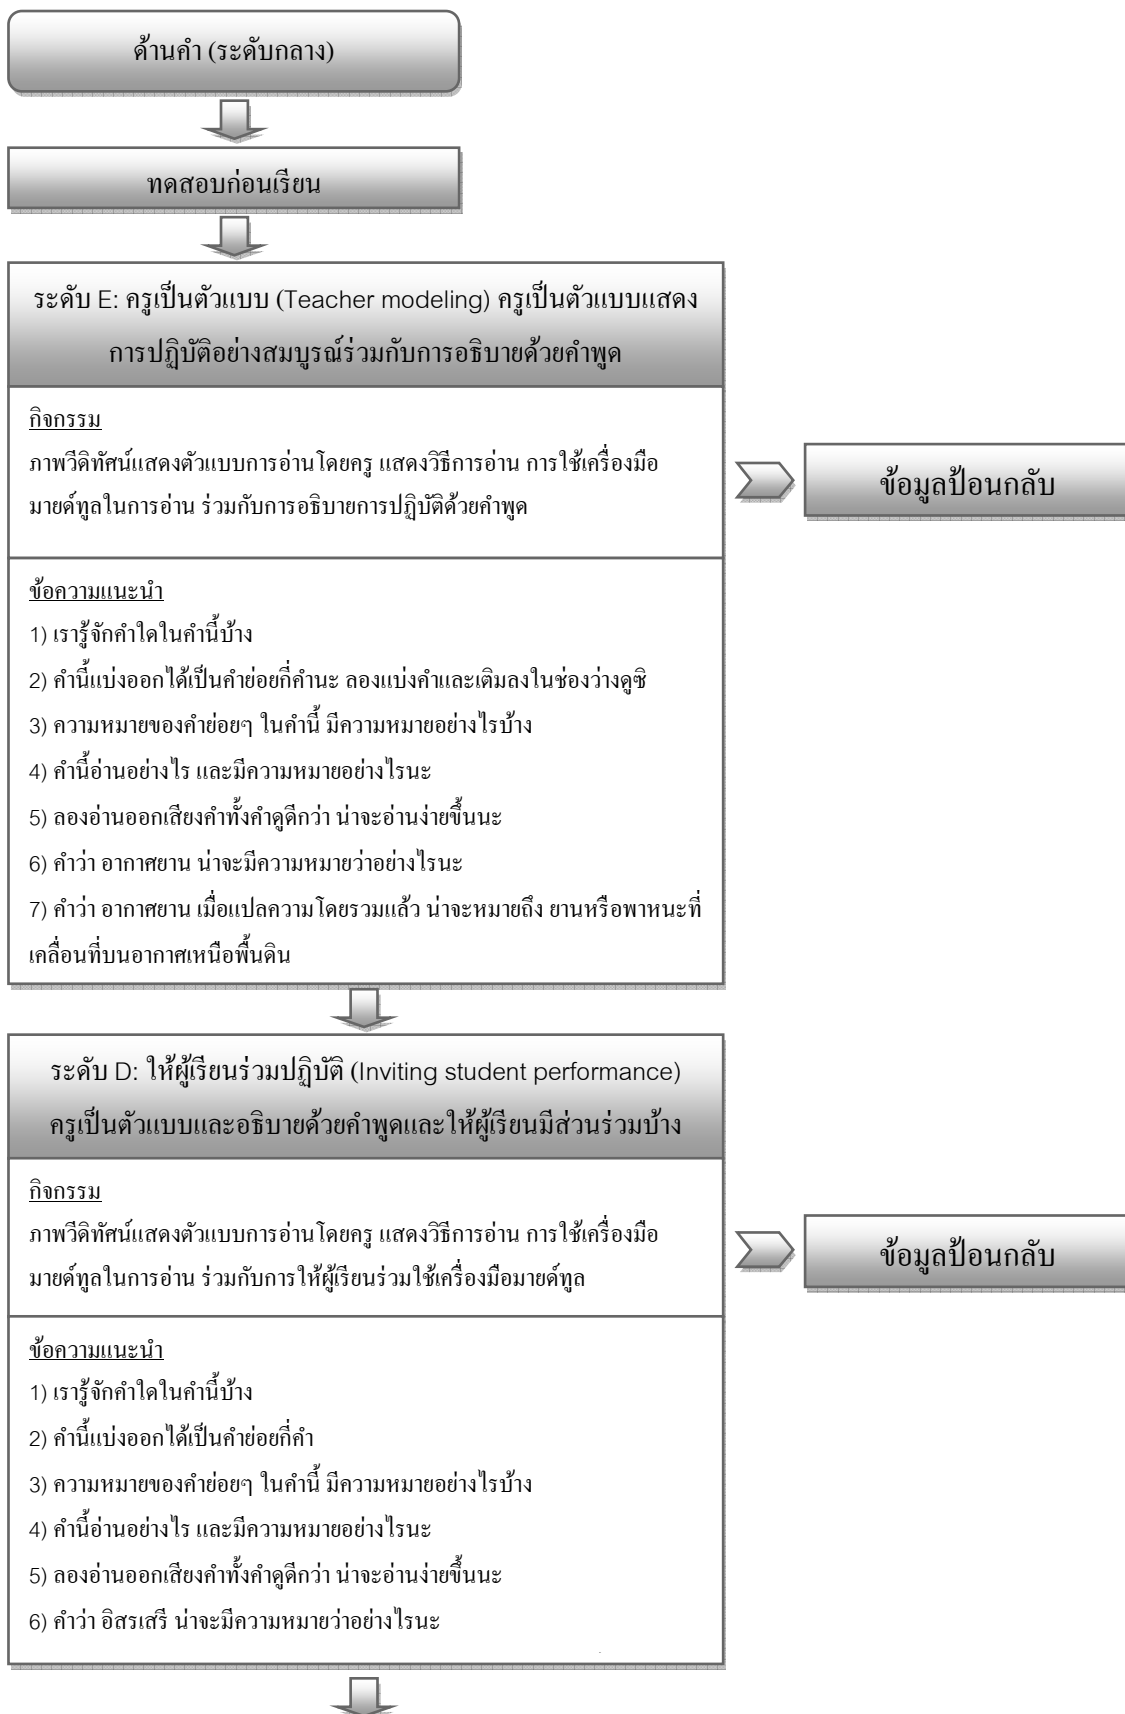 ด้านคำ (ระดับกลาง)
ทดสอบก่อนเรียน
ระดับ E: ครูเป็นตัวแบบ (Teacher modeling) ครูเป็นตัวแบบแสดง
การปฏิบัติอย่างสมบูรณ์ร่วมกับการอธิบายด้วยคำพูด
กิจกรรม
ภาพวีดิทัศน์แสดงตัวแบบการอ่านโดยครู แสดงวิธีการอ่าน การใช้เครื่องมือ
มายด์ทูลในการอ่าน ร่วมกับการอธิบายการปฏิบัติด้วยคำพูด
ข้อมูลป้อนกลับ
ข้อความแนะนำ
1) เรารู้จักคำใดในคำนี้บ้าง
2) คำนี้แบ่งออกได้เป็นคำย่อยกี่คำนะ ลองแบ่งคำและเติมลงในช่องว่างดูซิ
3) ความหมายของคำย่อยๆ ในคำนี้ มีความหมายอย่างไรบ้าง
4) คำนี้อ่านอย่างไร และมีความหมายอย่างไรนะ
5) ลองอ่านออกเสียงคำทั้งคำดูดีกว่า น่าจะอ่านง่ายขึ้นนะ
6) คำว่า อากาศยาน น่าจะมีความหมายว่าอย่างไรนะ
7) คำว่า อากาศยาน เมื่อแปลความโดยรวมแล้ว น่าจะหมายถึง ยานหรือพาหนะที่
เคลื่อนที่บนอากาศเหนือพื้นดิน
ระดับ D: ให้ผู้เรียนร่วมปฏิบัติ (Inviting student performance)
ครูเป็นตัวแบบและอธิบายด้วยคำพูดและให้ผู้เรียนมีส่วนร่วมบ้าง
กิจกรรม
ภาพวีดิทัศน์แสดงตัวแบบการอ่านโดยครู แสดงวิธีการอ่าน การใช้เครื่องมือ
มายด์ทูลในการอ่าน ร่วมกับการให้ผู้เรียนร่วมใช้เครื่องมือมายด์ทูล
ข้อมูลป้อนกลับ
ข้อความแนะนำ
1) เรารู้จักคำใดในคำนี้บ้าง
2) คำนี้แบ่งออกได้เป็นคำย่อยกี่คำ
3) ความหมายของคำย่อยๆ ในคำนี้ มีความหมายอย่างไรบ้าง
4) คำนี้อ่านอย่างไร และมีความหมายอย่างไรนะ
5) ลองอ่านออกเสียงคำทั้งคำดูดีกว่า น่าจะอ่านง่ายขึ้นนะ
6) คำว่า อิสรเสรี น่าจะมีความหมายว่าอย่างไรนะ